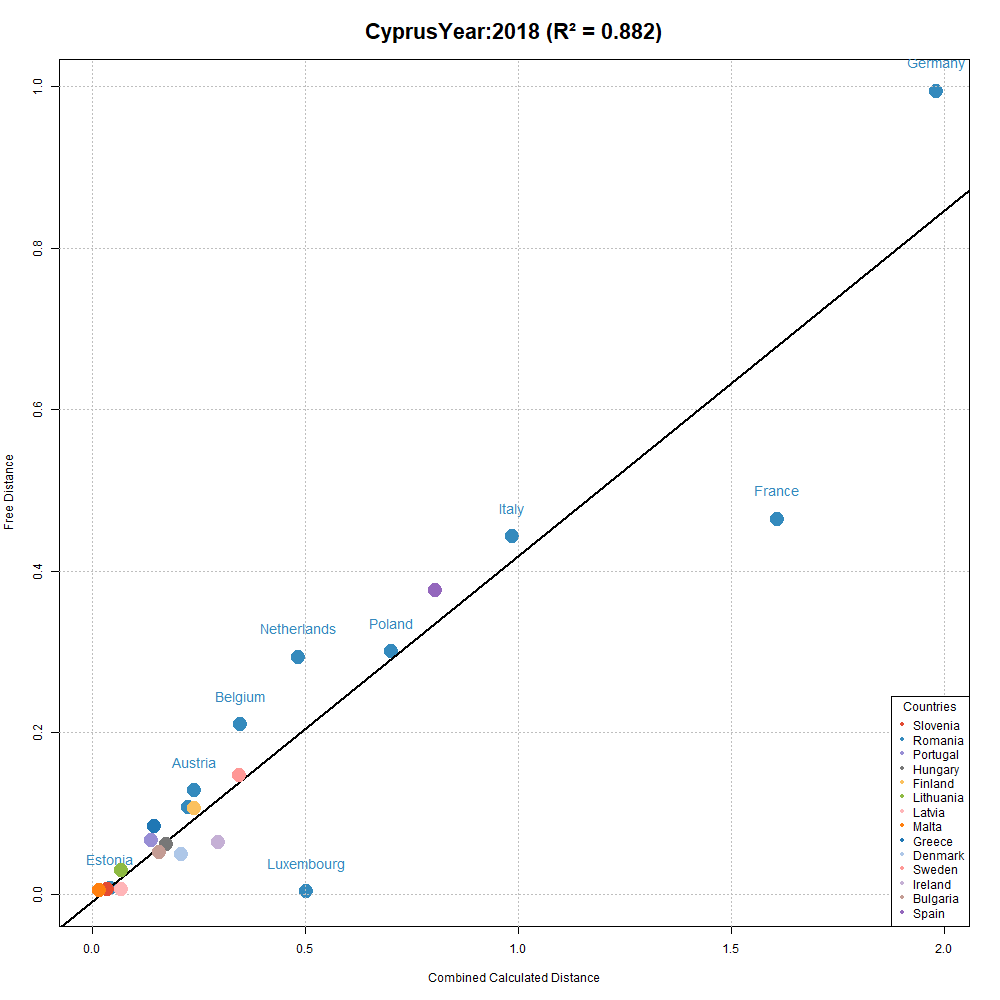 CyprusYear:2018 (R² = 0.882)
Germany
France
Italy
Poland
Netherlands
Belgium
Austria
Estonia
Luxembourg
1.0
0.8
0.6
0.4
0.2
0.0
Free Distance
0.0 0.5 1.0 1.5 2.0
Combined Calculated Distance
Countries
Slovenia
Romania
Portugal
Hungary
Finland
Lithuania
Latvia
Malta
Greece
Denmark
Sweden
Ireland
Bulgaria
Spain